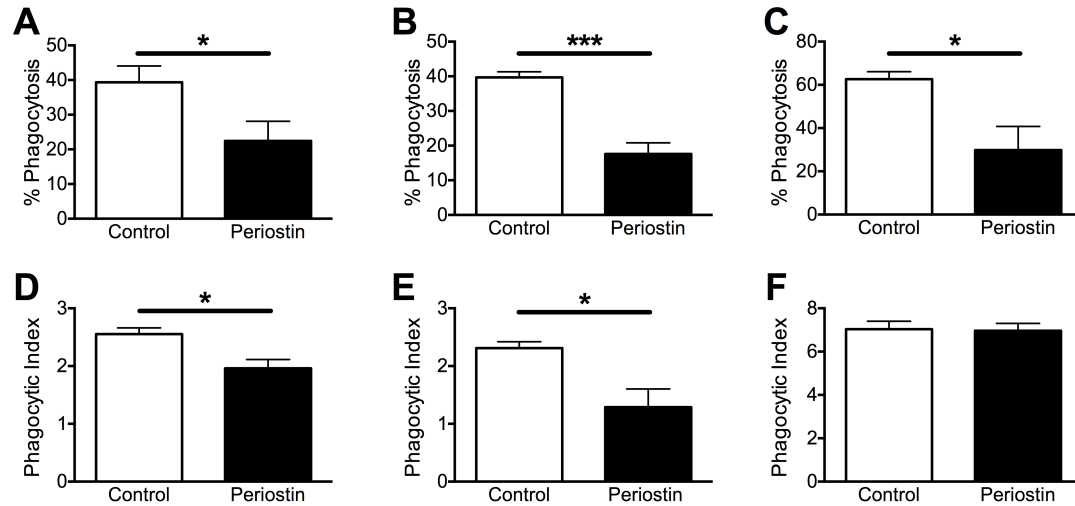 A
% Phagocytosis
50
40
30
20
10
0
*
Control
Periostin
B
% Phagocytosis
50
40
30
20
10
0
***
Control
Periostin
C
% Phagocytosis
80
60
40
20
0
*
Control
Periostin
D
Phagocytic Index
3
2
1
0
*
Control
Periostin
E
Phagocytic Index
3
2
1
0
*
Control
Periostin
F
Phagocytic Index
8
6
4
2
0
Control
Periostin